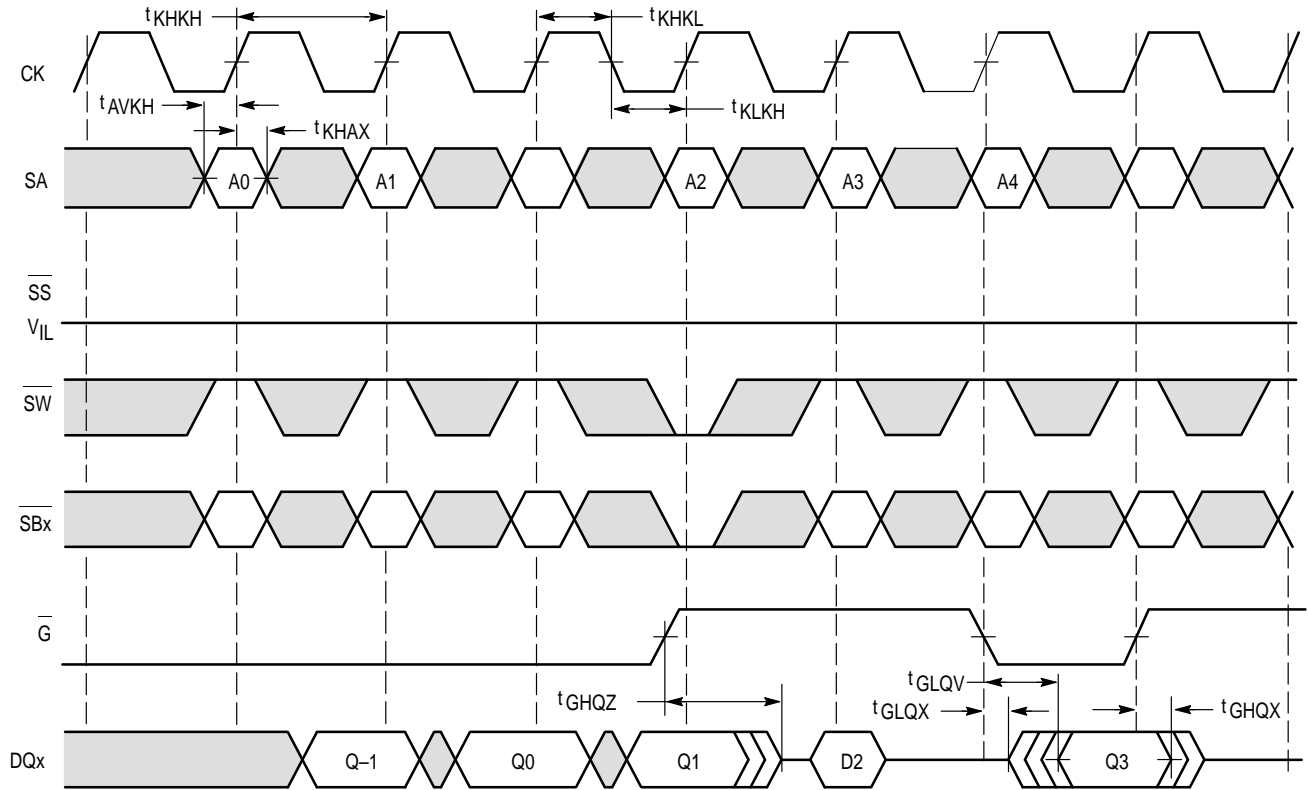 tKHKH
tKHKL
CK
tAVKH
tKLKH
tKHAX
SA
A0
A1
A2
A3
A4
SS
VIL
SW
SBx
G
tGLQV
tGHQZ
tGLQX
tGHQX
DQx
Q–1
Q0
Q1
D2
Q3